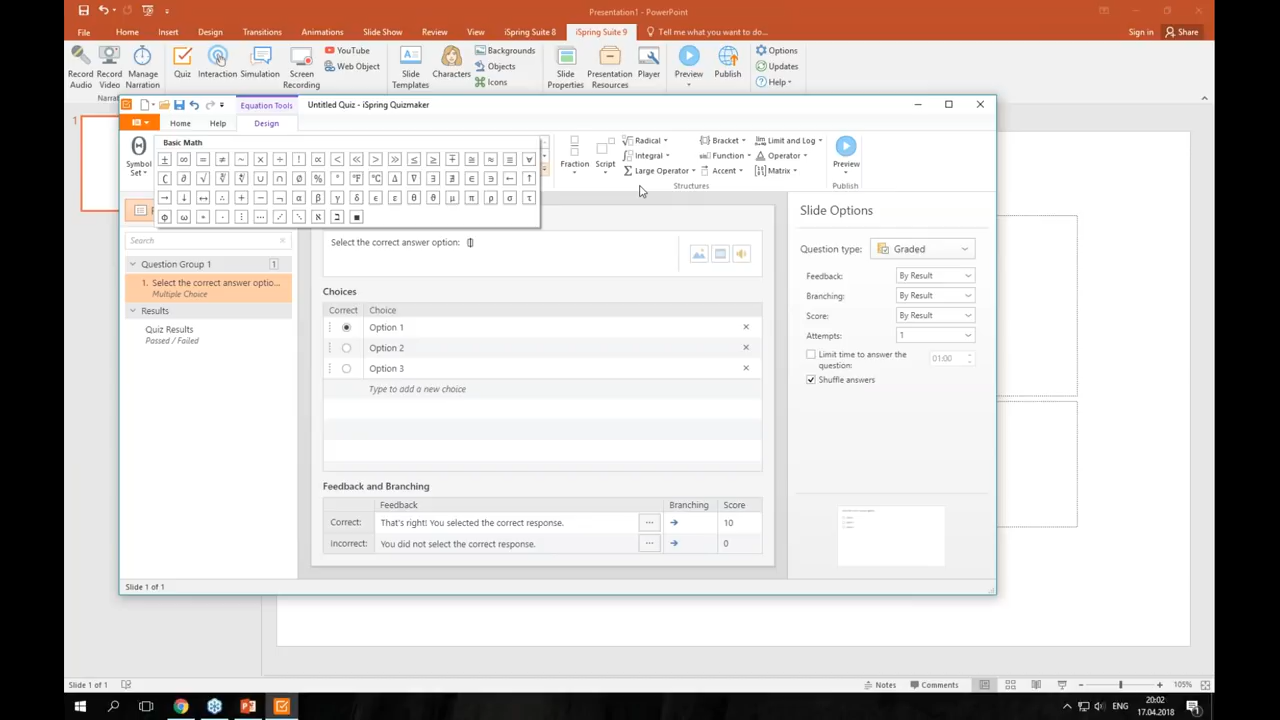 Presentation1 - PowerPoint
File Home Insert Design Transitions Animations Slide Show Review View iSpring Suite 8 iSpring Suite 9 Tell me what you want to do... Sign in Share
Record Audio
Record Video
Manage Narration
Quiz
Interaction
Simulation
Screen Recording
YouTube
Web Object
Slide Templates
Characters
Backgrounds
Objects
Icons
Slide Properties
Presentation Resources
Player
Preview
Publish
Options
Updates
Help
Equation Tools Untitled Quiz - iSpring Quizmaker
Home Help Design
Symbol Set
Basic Math
± ∞ = ≠ ~ × ÷ ! ∝ < ≪ > ≫ ≤ ≥ ∓ ≅ ≈ ≡ ∀
∁ ∂ √ ∛ ∜ ∪ ∩ ∅ % ° °F °C ∆ ∇ ∃ ∄ ∈ ∋ ← ↑
→ ↓ ↔ ∴ + − ¬ α β γ δ ϵ ε θ ϑ μ π ρ σ τ
φ ω ∗ ∙ ⋮ ⋯ ⋰ ⋱ ℵ ℶ ∎
Fraction
Script
Radical
Integral
Large Operator
Bracket
Function
Accent
Limit and Log
Operator
Matrix
Structures
Preview
Publish
Search
Question Group 1 1
1. Select the correct answer optio...
Multiple Choice
Results
Quiz Results
Passed / Failed
Select the correct answer option:
Choices
Correct Choice
Option 1
Option 2
Option 3
Type to add a new choice
Feedback and Branching
Feedback Branching Score
Correct: That's right! You selected the correct response. ... 10
Incorrect: You did not select the correct response. ... 0
Slide Options
Question type: Graded
Feedback: By Result
Branching: By Result
Score: By Result
Attempts: 1
Limit time to answer the question: 01:00
Shuffle answers
Slide 1 of 1
1
Slide 1 of 1 Notes Comments 105%
ENG
20:02
17.04.2018